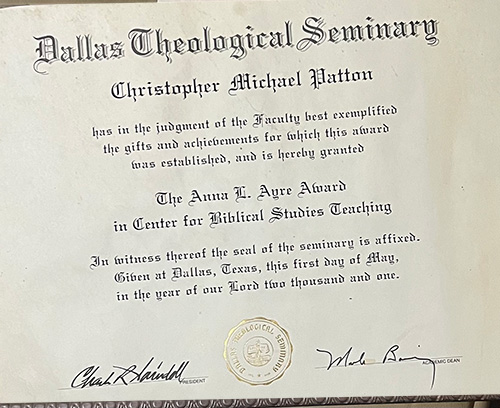 Dallas Theological Seminary
Christopher Michael Patton
has in the judgment of the Faculty best exemplified
the gifts and achievements for which this award
was established, and is hereby granted
The Anna L. Ayre Award
in Center for Biblical Studies Teaching
In witness thereof the seal of the seminary is affixed.
Given at Dallas, Texas, this first day of May,
in the year of our Lord two thousand and one.
DALLAS THEOLOGICAL SEMINARY
PRESIDENT
ACADEMIC DEAN